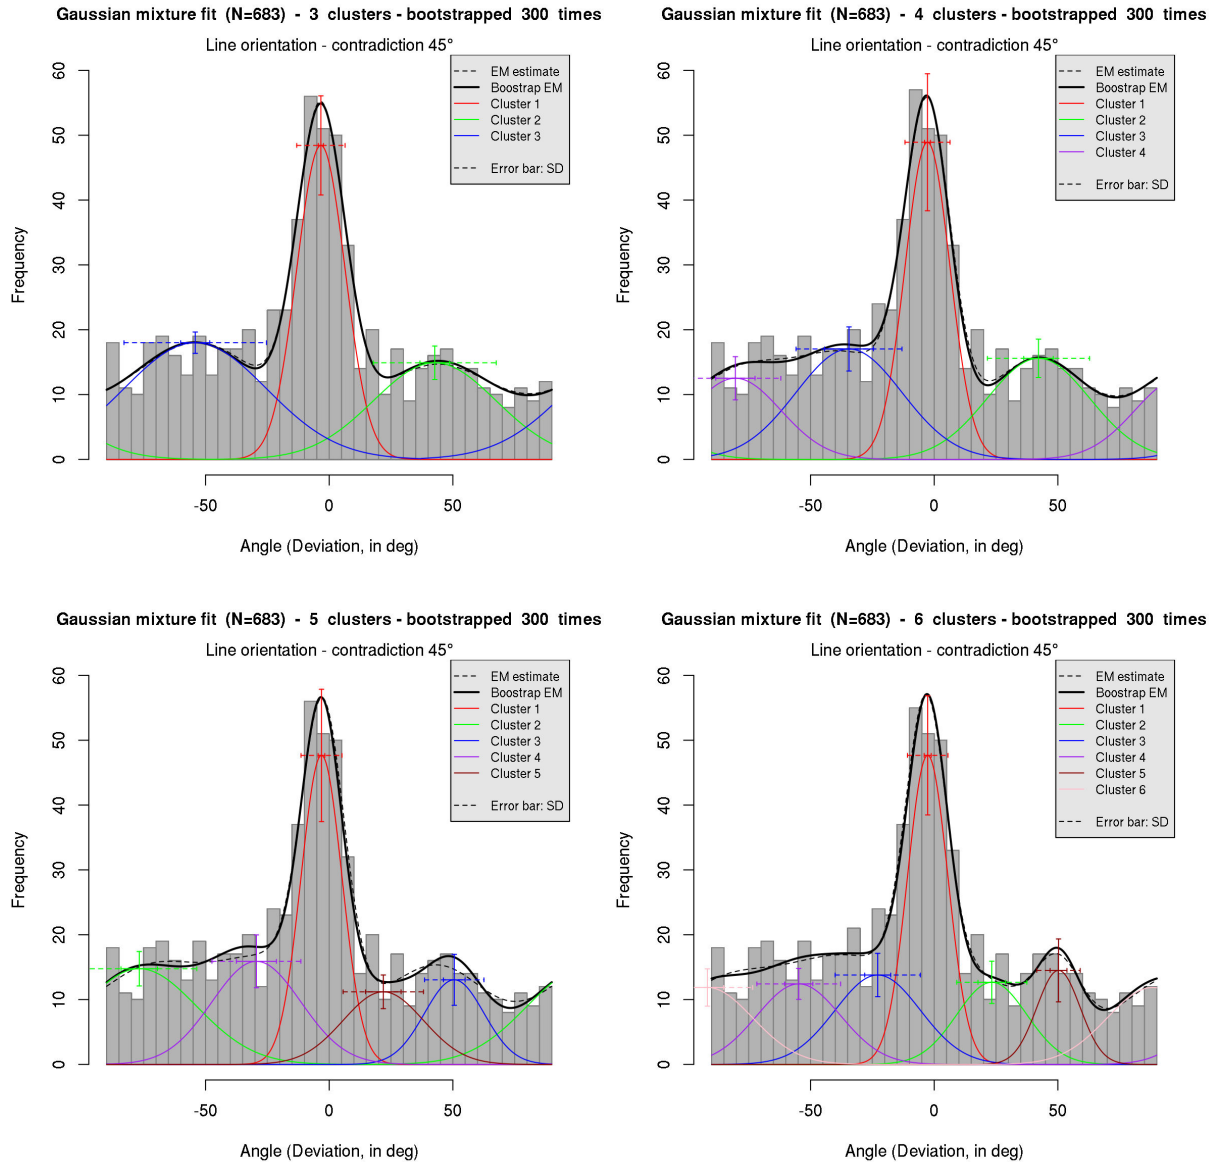 Gaussian mixture fit (N=683) - 3 clusters - bootstrapped 300 times
Line orientation - contradiction 45°
EM estimate
Boostrap EM
Cluster 1
Cluster 2
Cluster 3
Error bar: SD
60
50
40
30
20
10
0
Frequency
-50 0 50
Angle (Deviation, in deg)
Gaussian mixture fit (N=683) - 4 clusters - bootstrapped 300 times
Line orientation - contradiction 45°
EM estimate
Boostrap EM
Cluster 1
Cluster 2
Cluster 3
Cluster 4
Error bar: SD
60
50
40
30
20
10
0
Frequency
-50 0 50
Angle (Deviation, in deg)
Gaussian mixture fit (N=683) - 5 clusters - bootstrapped 300 times
Line orientation - contradiction 45°
EM estimate
Boostrap EM
Cluster 1
Cluster 2
Cluster 3
Cluster 4
Cluster 5
Error bar: SD
60
50
40
30
20
10
0
Frequency
-50 0 50
Angle (Deviation, in deg)
Gaussian mixture fit (N=683) - 6 clusters - bootstrapped 300 times
Line orientation - contradiction 45°
EM estimate
Boostrap EM
Cluster 1
Cluster 2
Cluster 3
Cluster 4
Cluster 5
Cluster 6
Error bar: SD
60
50
40
30
20
10
0
Frequency
-50 0 50
Angle (Deviation, in deg)